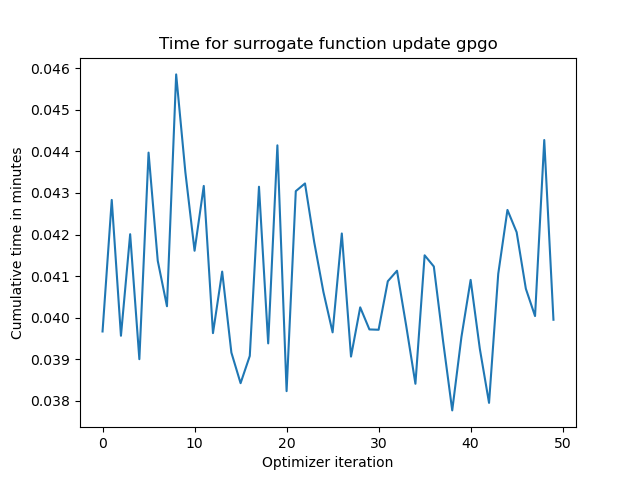 Time for surrogate function update gpgo
Cumulative time in minutes
0.046
0.045
0.044
0.043
0.042
0.041
0.040
0.039
0.038
0 10 20 30 40 50
Optimizer iteration